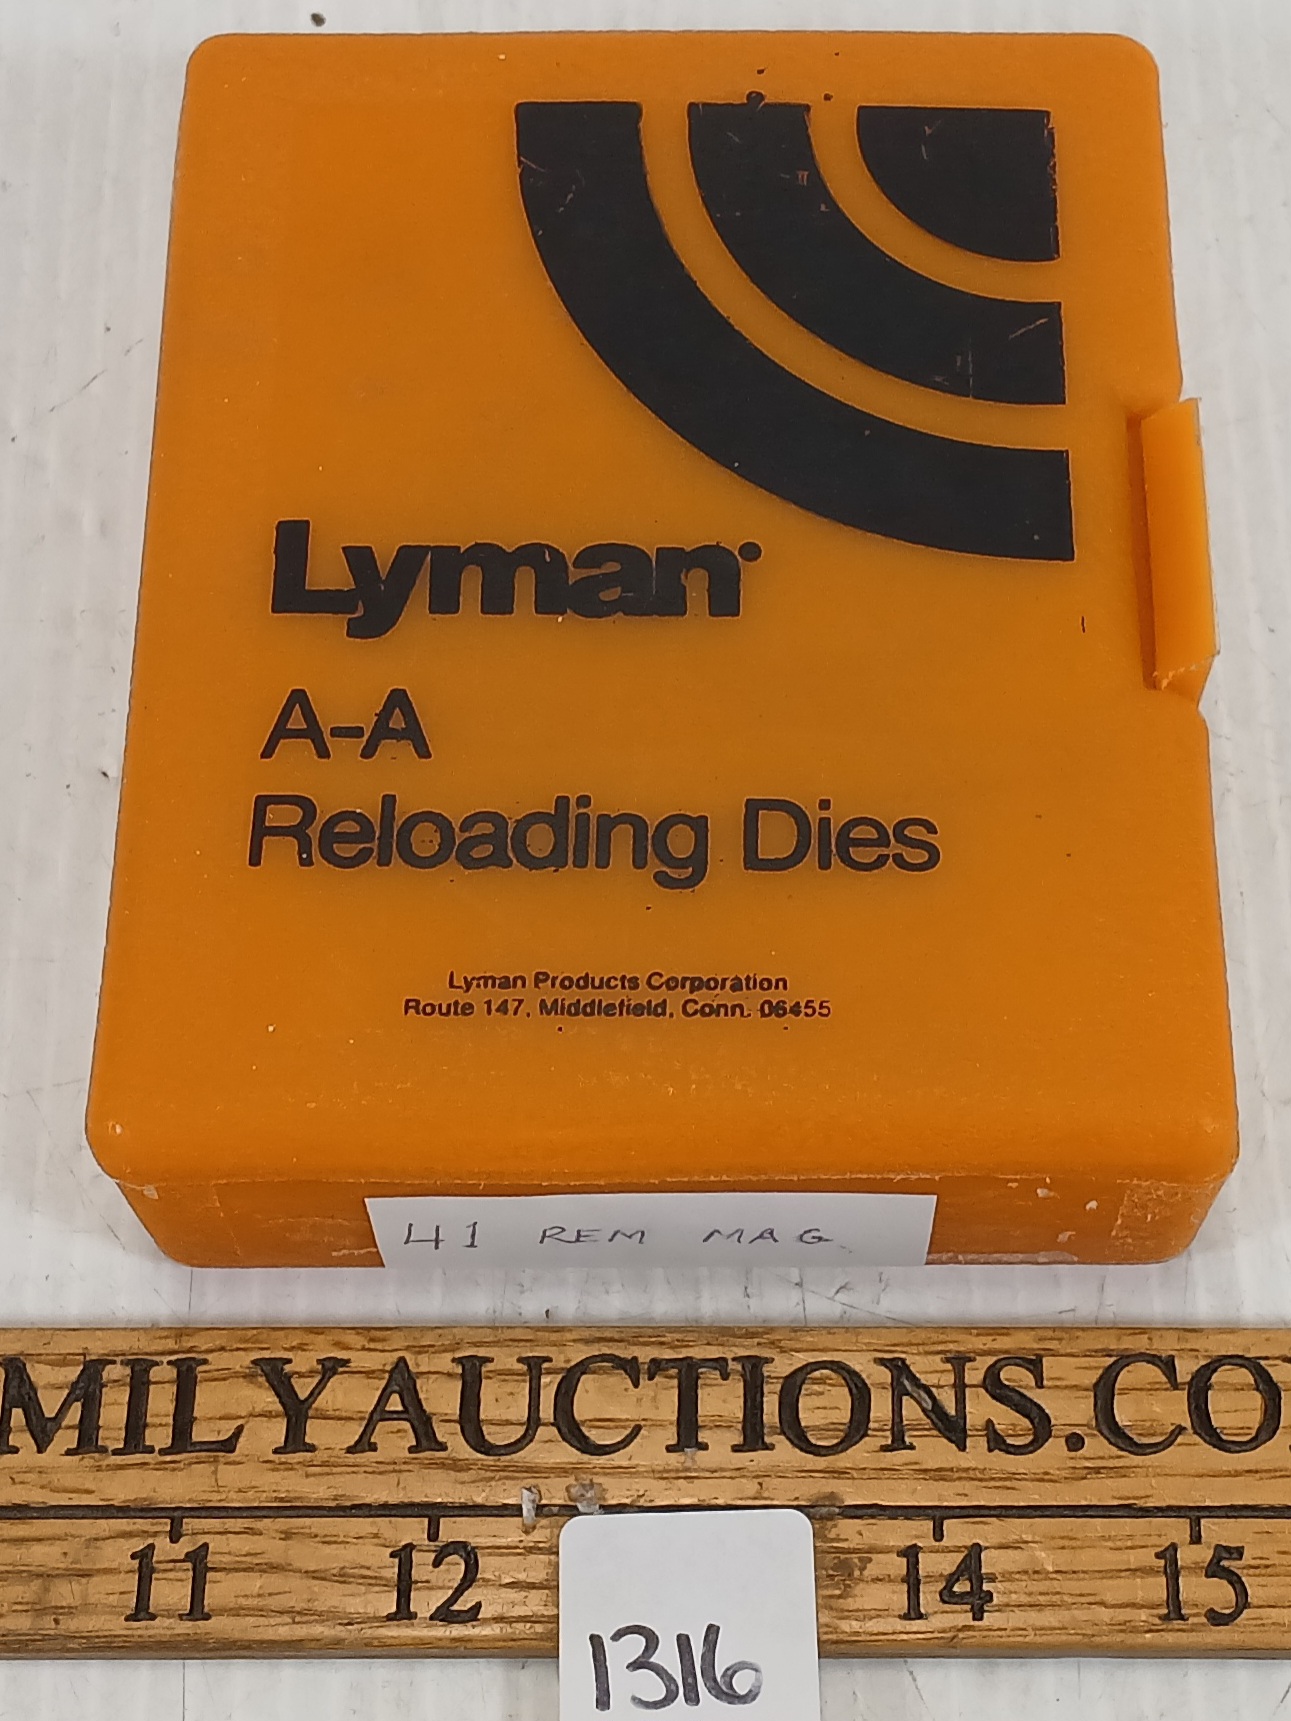 Lyman
A-A
Reloading Dies
Lyman Products Corporation
Route 147, Middlefield, Conn. 06455
41 REM MAG
MILYAUCTIONS.CO
11 12 14 15
1316